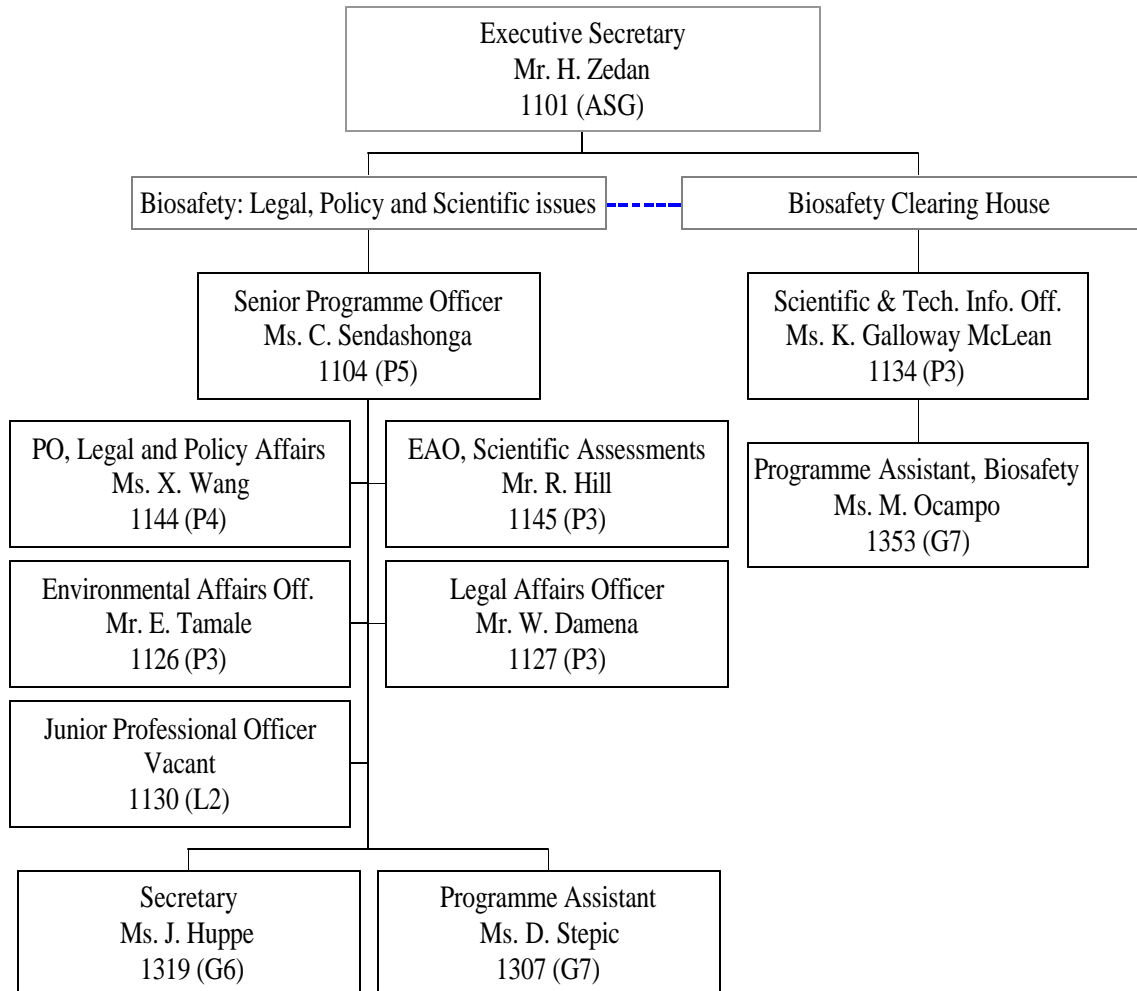 Executive Secretary
Mr. H. Zedan
1101 (ASG)
Biosafety: Legal, Policy and Scientific issues
Biosafety Clearing House
Senior Programme Officer
Ms. C. Sendashonga
1104 (P5)
Scientific & Tech. Info. Off.
Ms. K. Galloway McLean
1134 (P3)
PO, Legal and Policy Affairs
Ms. X. Wang
1144 (P4)
EAO, Scientific Assessments
Mr. R. Hill
1145 (P3)
Programme Assistant, Biosafety
Ms. M. Ocampo
1353 (G7)
Environmental Affairs Off.
Mr. E. Tamale
1126 (P3)
Legal Affairs Officer
Mr. W. Damena
1127 (P3)
Junior Professional Officer
Vacant
1130 (L2)
Secretary
Ms. J. Huppe
1319 (G6)
Programme Assistant
Ms. D. Stepic
1307 (G7)